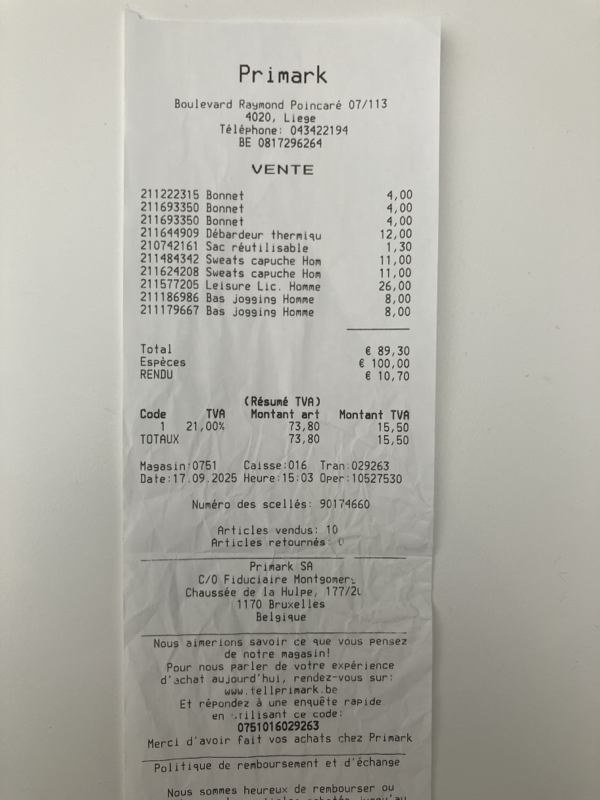 Primark
Boulevard Raymond Poincaré 07/113
4020, Liege
Téléphone: 043422194
BE 0817296264
VENTE
211222315 Bonnet 4,00
211693350 Bonnet 4,00
211693350 Bonnet 4,00
211644909 Débardeur thermiqu 12,00
210742161 Sac réutilisable 1,30
211484342 Sweats capuche Hom 11,00
211624208 Sweats capuche Hom 11,00
211577205 Leisure Lic. Homme 26,00
211186986 Bas jogging Homme 8,00
211179667 Bas jogging Homme 8,00
Total € 89,30
Espèces € 100,00
RENDU € 10,70
(Résumé TVA)
Code TVA Montant art Montant TVA
1 21,00% 73,80 15,50
TOTAUX 73,80 15,50
Magasin:0751 Caisse:016 Tran:029263
Date:17.09.2025 Heure:15:03 Oper:10527530
Numéro des scellés: 90174660
Articles vendus: 10
Articles retournés: 0
Primark SA
C/O Fiduciaire
Chaussée de la Hulpe,
1170 Bruxelles
Belgique
Nous aimerions savoir ce que vous pensez
de notre magasin!
Pour nous parler de votre expérience
d'achat aujourd'hui, rendez-vous sur:
www.tellprimark.be
Et répondez à une enquête rapide
en utilisant ce code:
0751016029263
Merci d'avoir fait vos achats chez Primark
Politique de remboursement et d'échange
Nous sommes heureux de rembourser ou